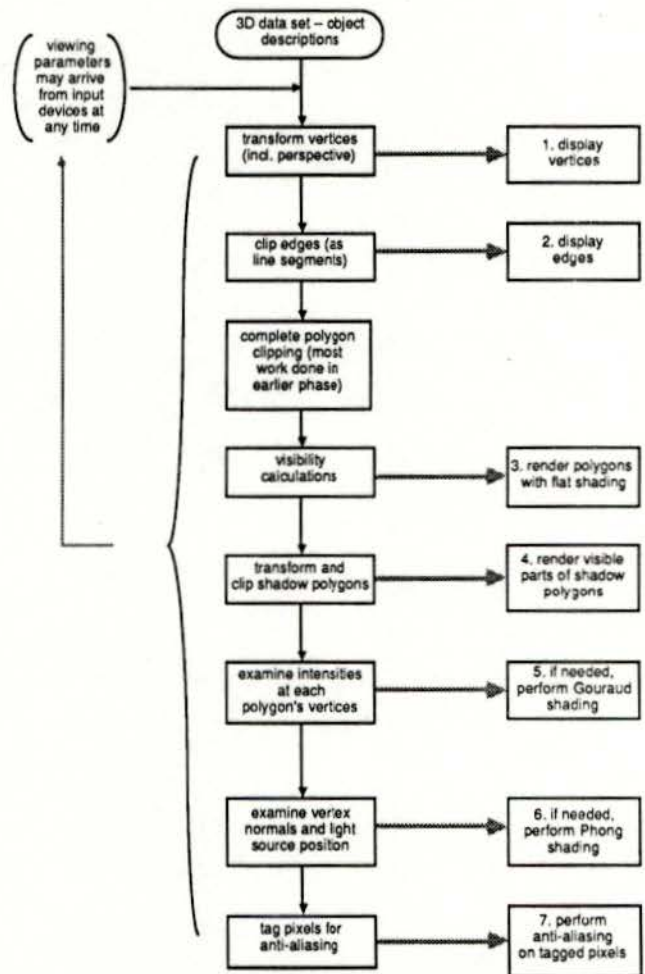 3D data set – object
descriptions
viewing
parameters
may arrive
from input
devices at
any time
transform vertices
(incl. perspective)
1. display
vertices
clip edges (as
line segments)
2. display
edges
complete polygon
clipping (most
work done in
earlier phase)
visibility
calculations
3. render polygons
with flat shading
transform and
clip shadow polygons
4. render visible
parts of shadow
polygons
examine intensities
at each
polygon's vertices
5. if needed,
perform Gouraud
shading
examine vertex
normals and light
source position
6. if needed,
perform Phong
shading
tag pixels for
anti-aliasing
7. perform
anti-aliasing
on tagged pixels